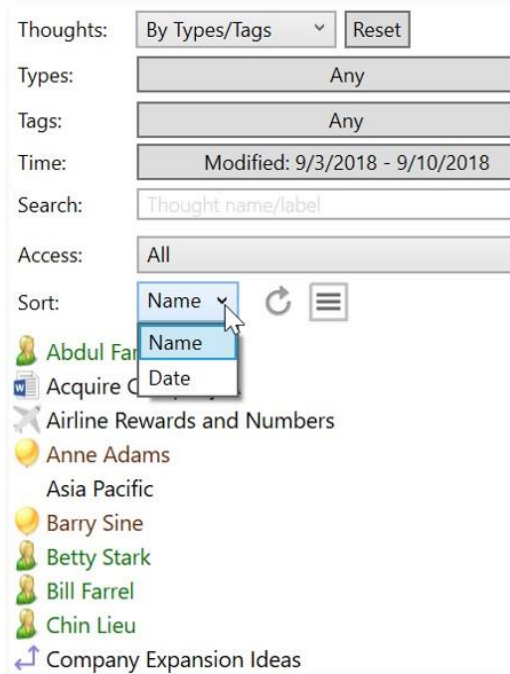 Thoughts: By Types/Tags Reset
Types: Any
Tags: Any
Time: Modified: 9/3/2018 - 9/10/2018
Search: Thought name/label
Access: All
Sort: Name
Name
Date
Abdul
Acquire
Airline Rewards and Numbers
Anne Adams
Asia Pacific
Barry Sine
Betty Stark
Bill Farrel
Chin Lieu
Company Expansion Ideas